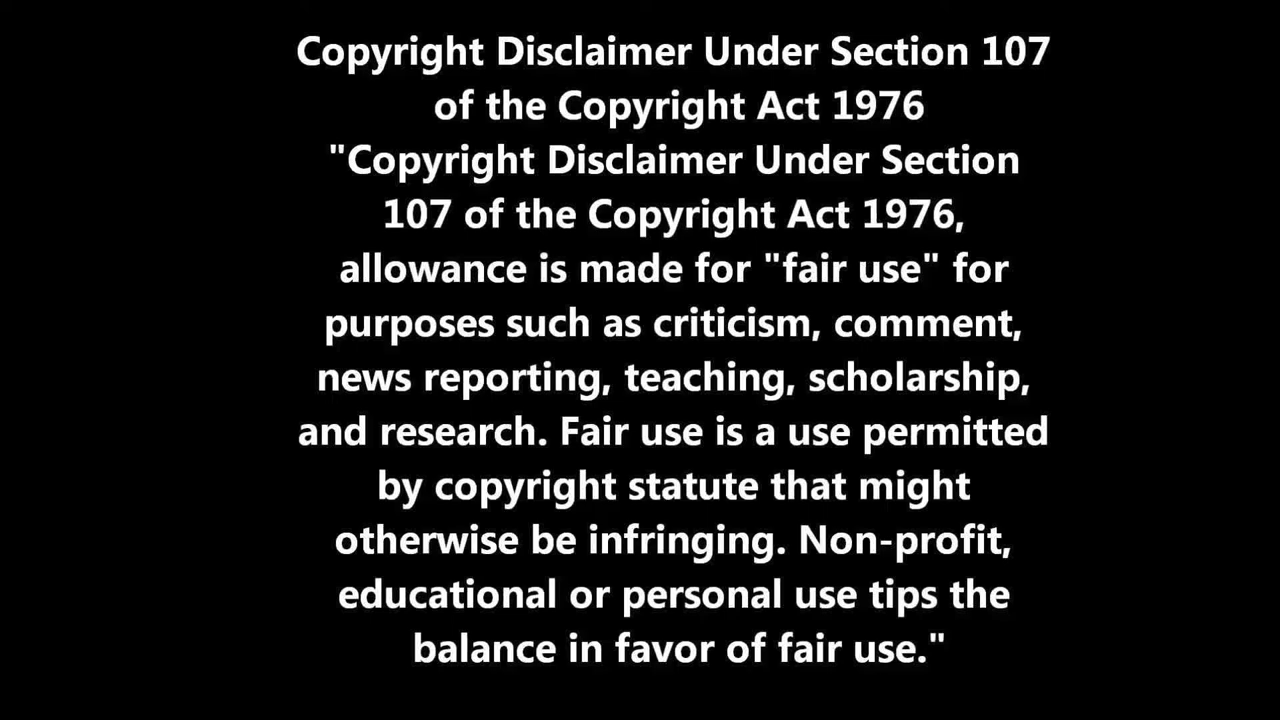 Copyright Disclaimer Under Section 107
of the Copyright Act 1976
"Copyright Disclaimer Under Section
107 of the Copyright Act 1976,
allowance is made for "fair use" for
purposes such as criticism, comment,
news reporting, teaching, scholarship,
and research. Fair use is a use permitted
by copyright statute that might
otherwise be infringing. Non-profit,
educational or personal use tips the
balance in favor of fair use."